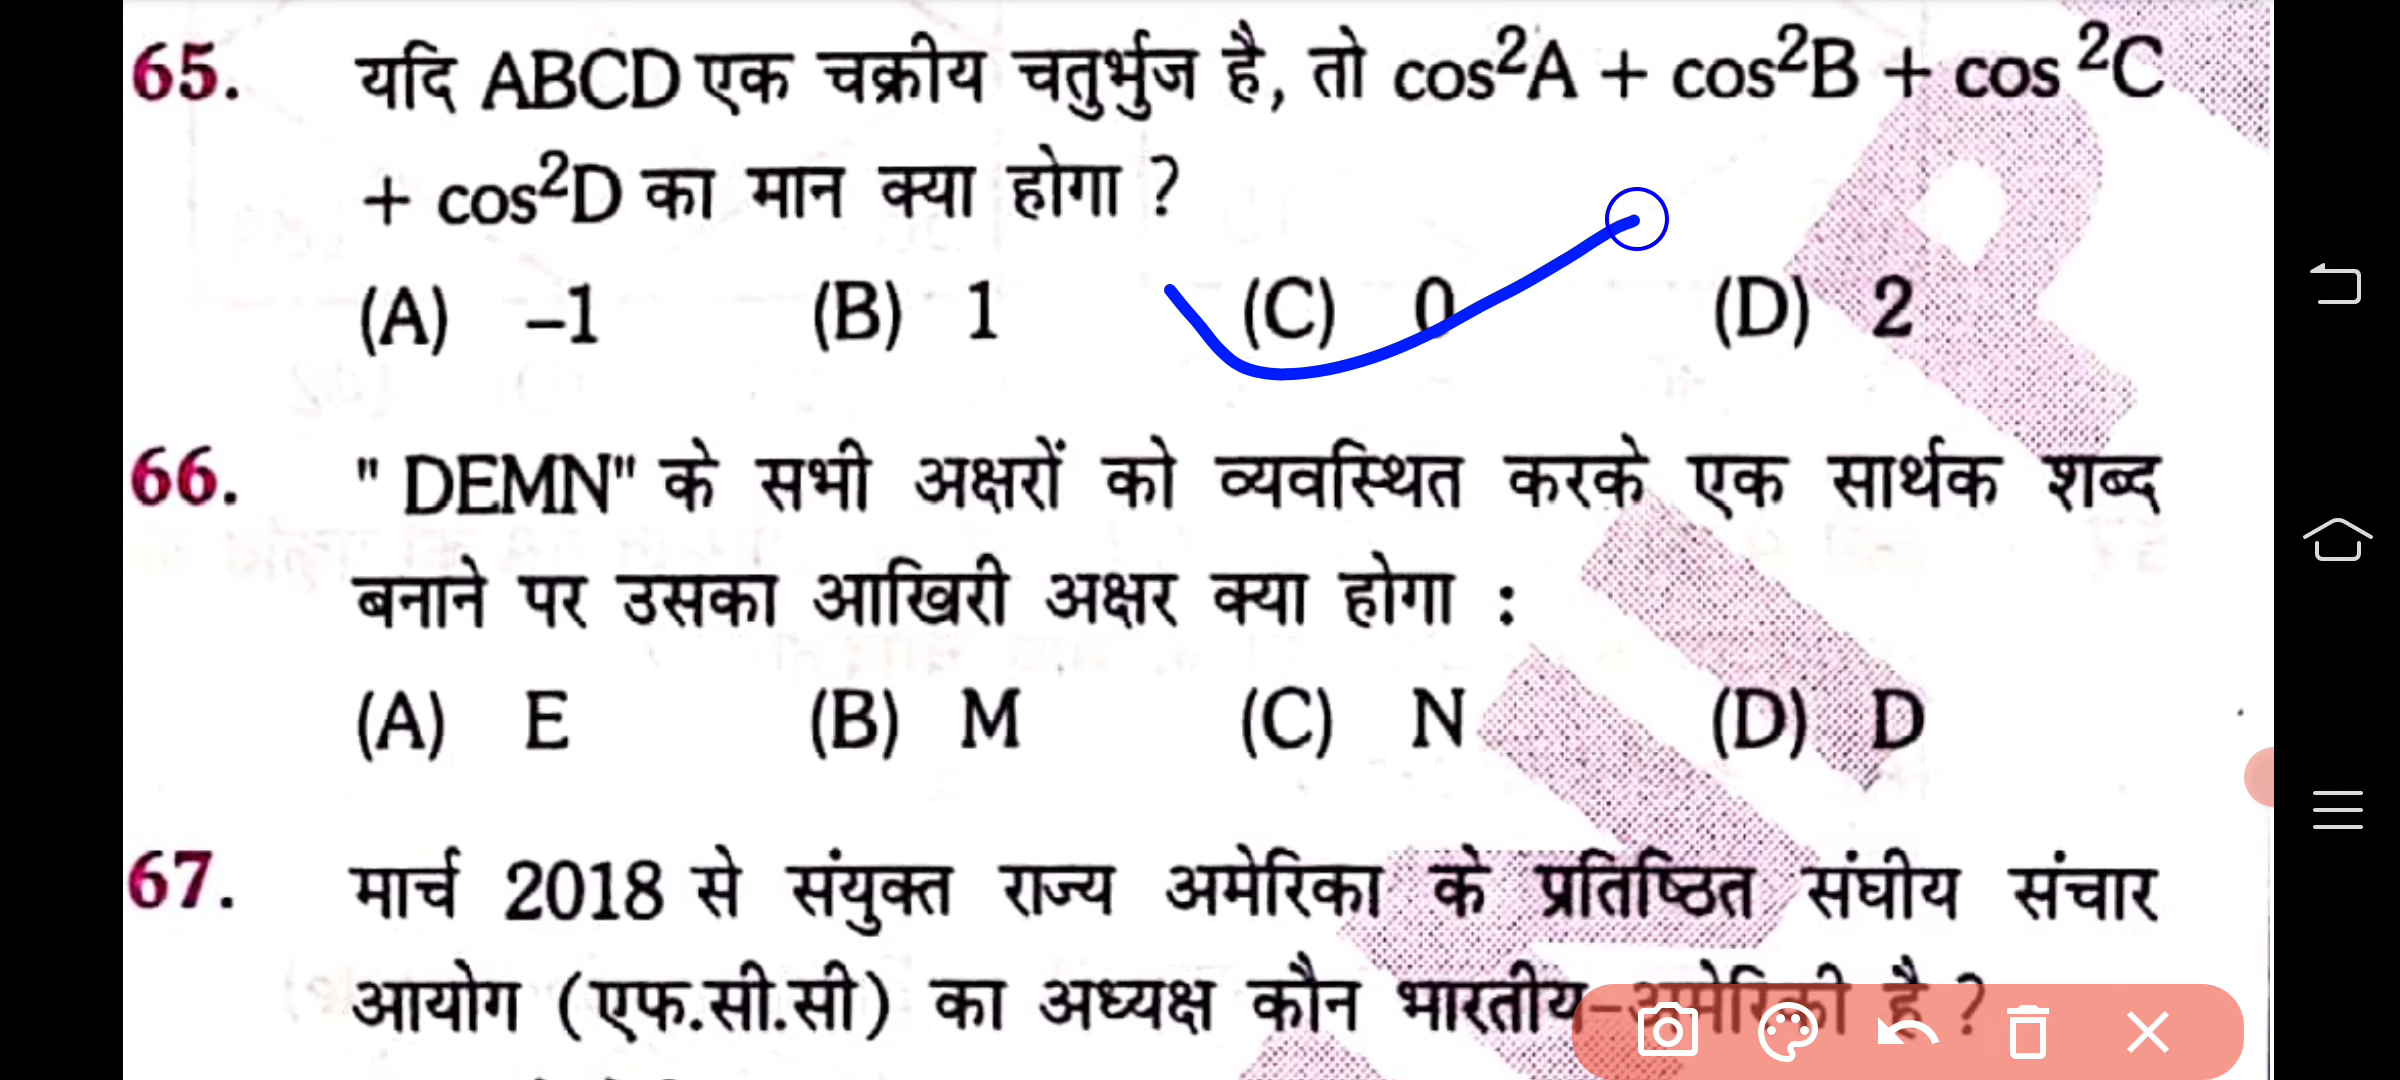 65. यदि ABCD एक चक्रीय चतुर्भुज है, तो cos²A + cos²B + cos ²C
+ cos²D का मान क्या होगा ?
(A) –1 (B) 1 (C) 0 (D) 2
66. " DEMN" के सभी अक्षरों को व्यवस्थित करके एक सार्थक शब्द
बनाने पर उसका आखिरी अक्षर क्या होगा :
(A) E (B) M (C) N (D) D
67. मार्च 2018 से संयुक्त राज्य अमेरिका के प्रतिष्ठित संघीय संचार
आयोग (एफ.सी.सी) का अध्यक्ष कौन भारतीय–अमेरिकी है ?